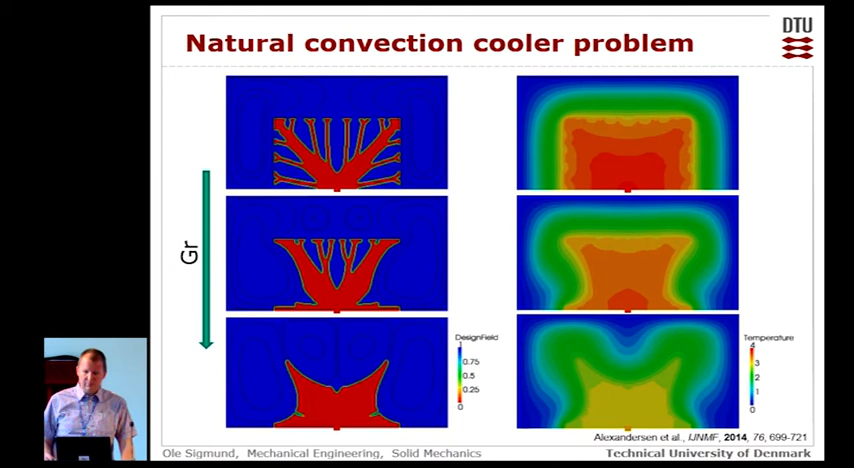 DTU
Natural convection cooler problem
Gr
DesignField
1
0.75
0.5
0.25
0
Temperature
4
3
2
1
0
Alexandersen et al., IJNMF, 2014, 76, 699-721
Ole Sigmund, Mechanical Engineering, Solid Mechanics
Technical University of Denmark